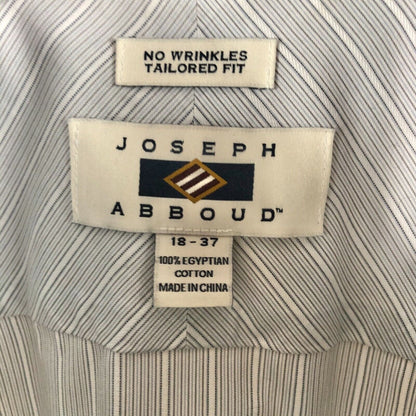 NO WRINKLES
TAILORED FIT
JOSEPH
ABBOUD™
18 - 37
100% EGYPTIAN
COTTON
MADE IN CHINA